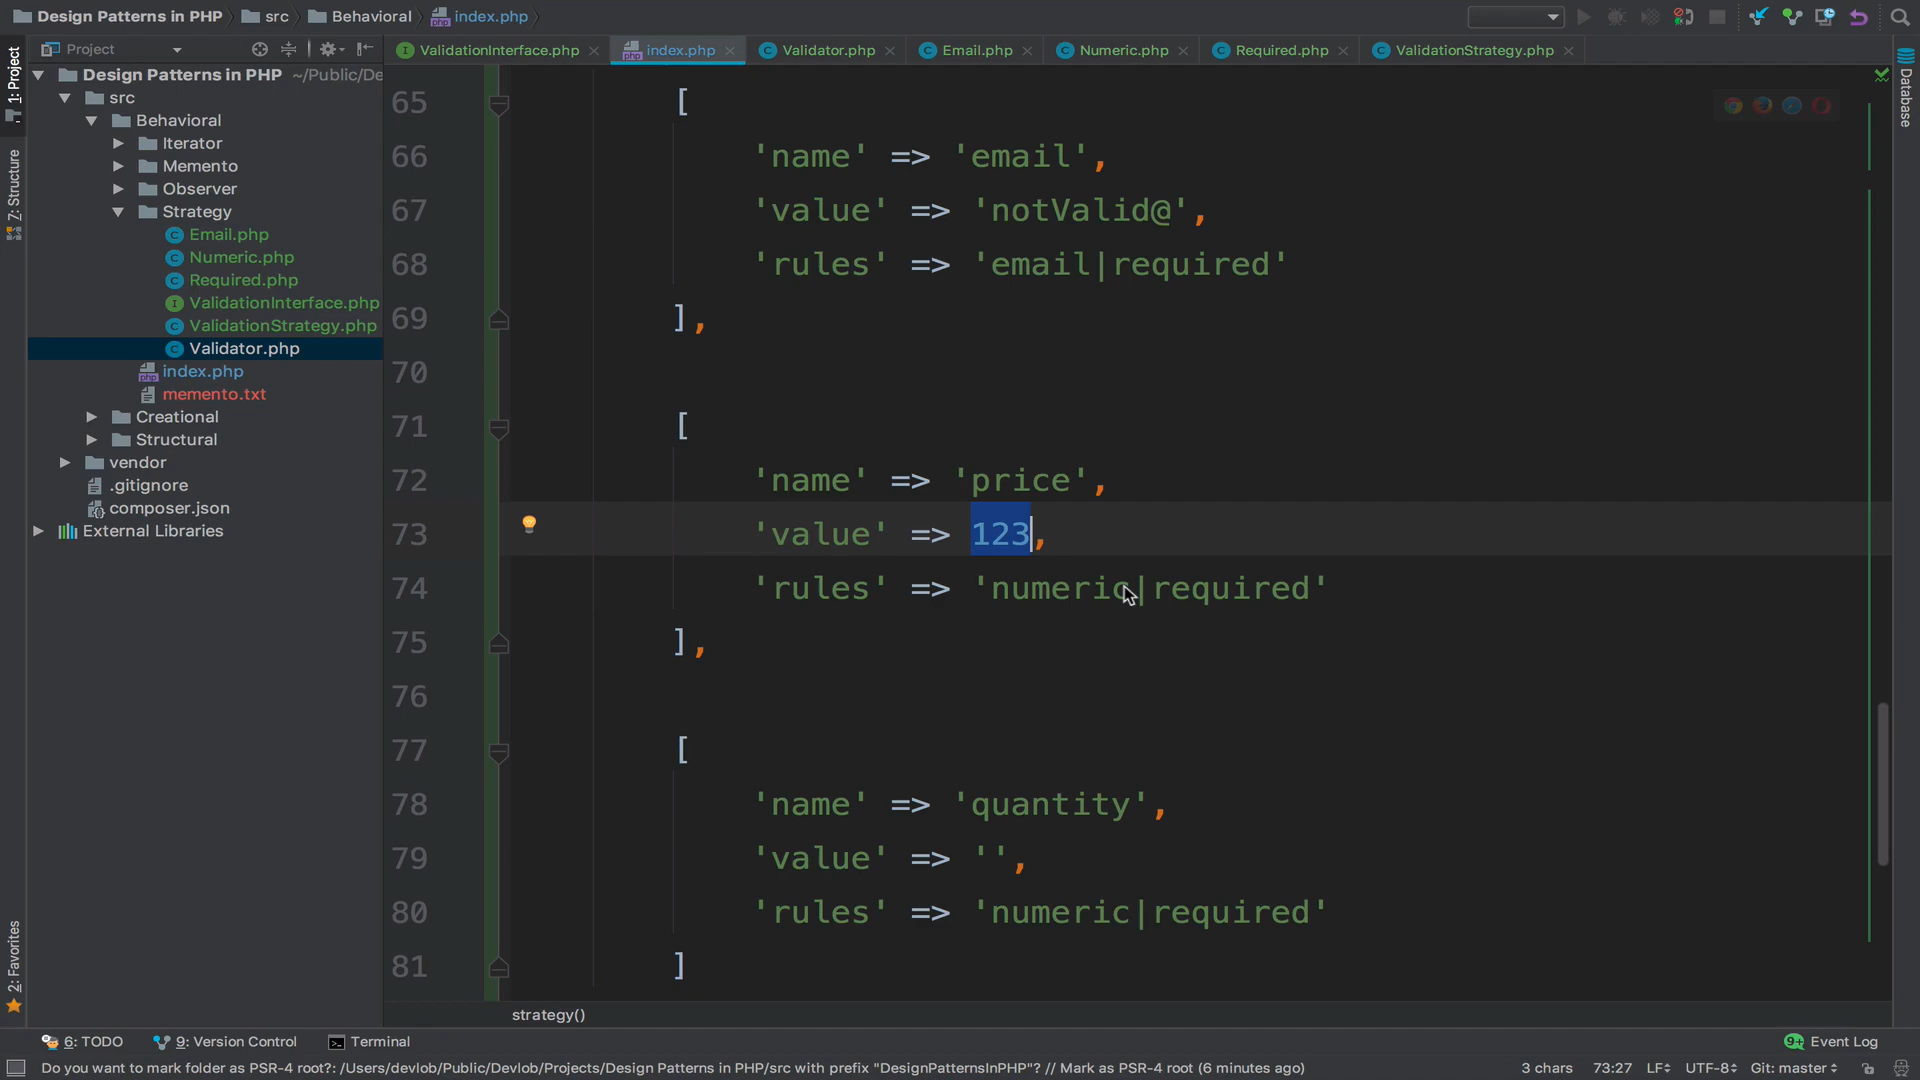 Design Patterns in PHP src Behavioral index.php
1: Project
7: Structure
2: Favorites
Database
Project
Design Patterns in PHP ~/Public/De
src
Behavioral
Iterator
Memento
Observer
Strategy
Email.php
Numeric.php
Required.php
ValidationInterface.php
ValidationStrategy.php
Validator.php
index.php
memento.txt
Creational
Structural
vendor
.gitignore
composer.json
External Libraries
ValidationInterface.php index.php Validator.php Email.php Numeric.php Required.php ValidationStrategy.php
65 [
66 'name' => 'email',
67 'value' => 'notValid@',
68 'rules' => 'email|required'
69 ],
70
71 [
72 'name' => 'price',
73 'value' => 123,
74 'rules' => 'numeric|required'
75 ],
76
77 [
78 'name' => 'quantity',
79 'value' => '',
80 'rules' => 'numeric|required'
81 ]
strategy()
6: TODO 9: Version Control Terminal 9+ Event Log
Do you want to mark folder as PSR-4 root?: /Users/devlob/Public/Devlob/Projects/Design Patterns in PHP/src with prefix "DesignPatternsInPHP"? // Mark as PSR-4 root (6 minutes ago) 3 chars 73:27 LF UTF-8 Git: master